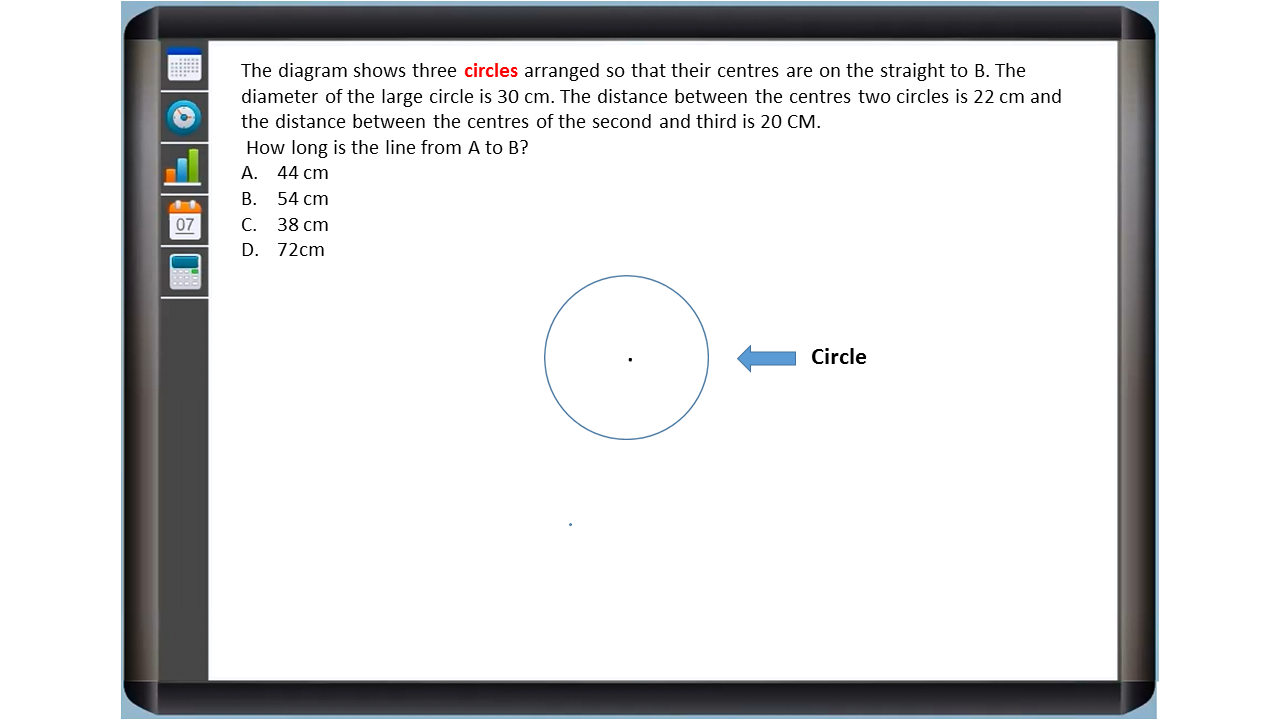 The diagram shows three circles arranged so that their centres are on the straight to B. The
diameter of the large circle is 30 cm. The distance between the centres two circles is 22 cm and
the distance between the centres of the second and third is 20 CM.
How long is the line from A to B?
A. 44 cm
B. 54 cm
07
C. 38 cm
D. 72cm
Circle